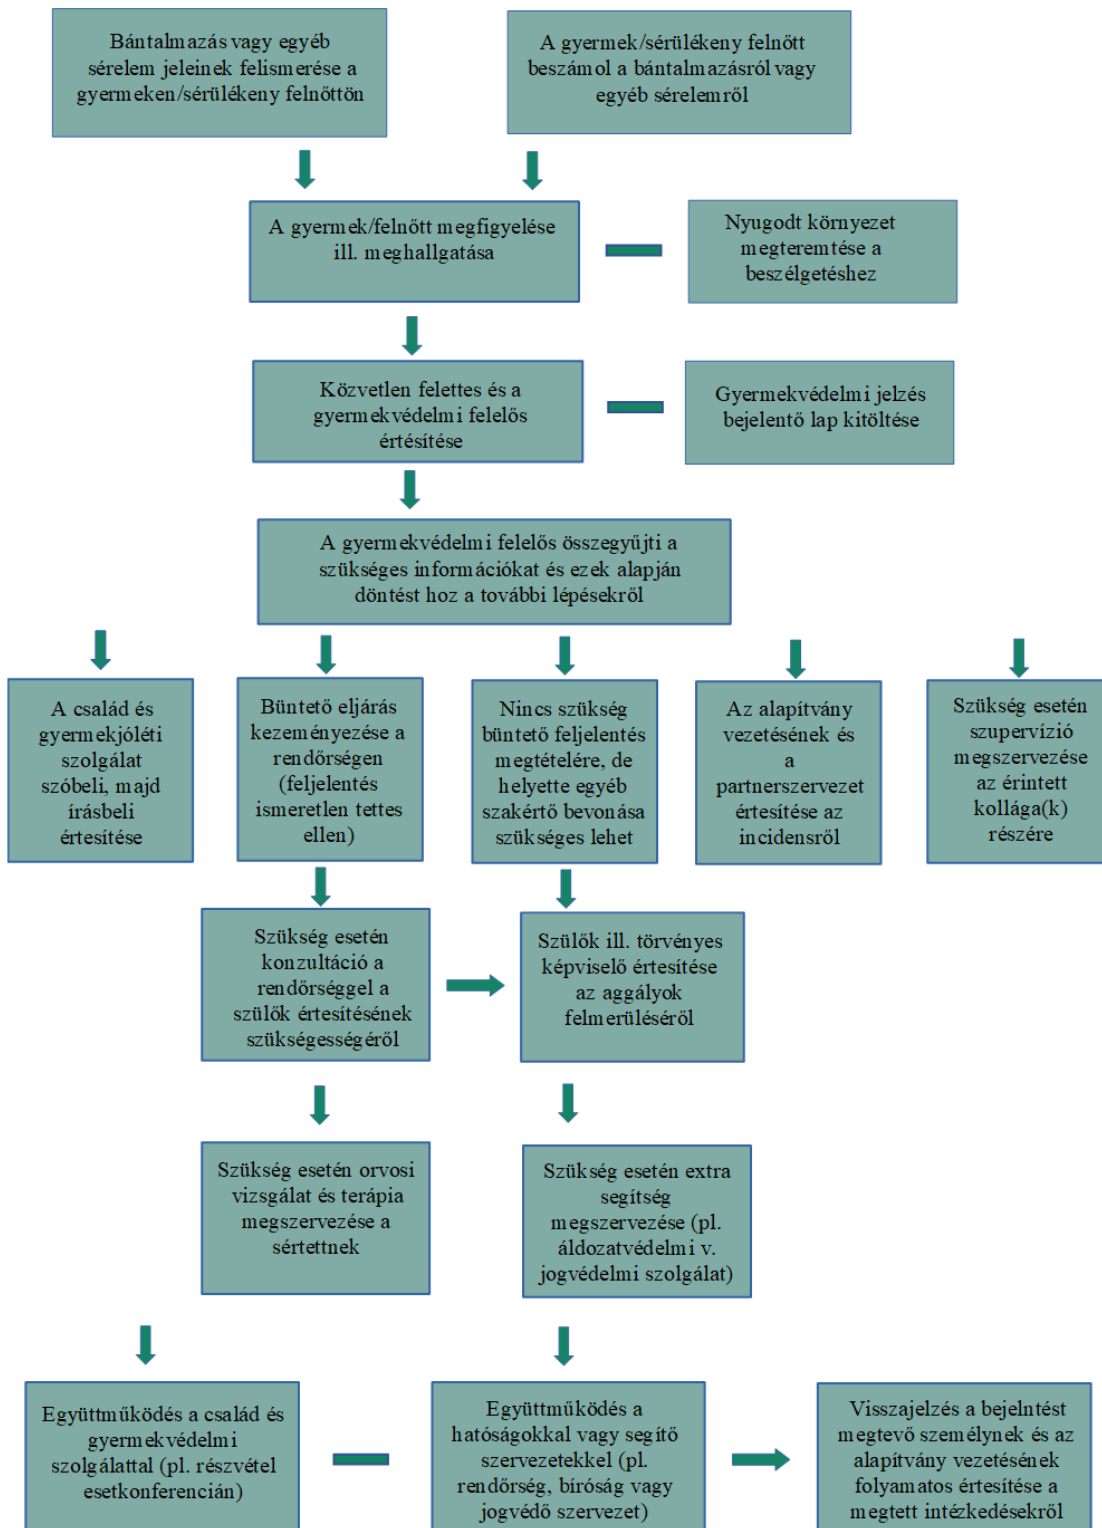 Bántalmazás vagy egyéb
sérelem jeleinek felismerése a
gyermeken/sérülékeny felnőttön
A gyermek/sérülékeny felnőtt
beszámol a bántalmazásról vagy
egyéb sérelemről
A gyermek/felnőtt megfigyelése
ill. meghallgatása
Nyugodt környezet
megteremtése a
beszélgetéshez
Közvetlen felettes és a
gyermekvédelmi felelős
értésítése
Gyermekvédelmi jelzés
bejelentő lap kitöltése
A gyermekvédelmi felelős összegyűjti a
szükséges információkat és ezek alapján
döntést hoz a további lépésekről
A család és
gyermekjóléti
szolgálat
szóbeli, majd
írásbeli
értesítése
Büntető eljárás
kezeményezése a
rendőrségen
(feljelentés
ismeretlen tettes
ellen)
Nincs szükség
büntető feljelentés
megtételére, de
helyette egyéb
szakértő bevonása
szükséges lehet
Az alapítvány
vezetésének és
a
partnerszervezet
értesítése az
incidensről
Szükség esetén
szupervízió
megszervezése
az érintett
kollága(k)
részére
Szükség esetén
konzultáció a
rendőrséggel a
szülők értesítésének
szükségességéről
Szülők ill. törvényes
képviselő értesítése
az aggályok
felmerüléséről
Szükség esetén orvosi
vizsgálat és terápia
megszervezése a
sértettnek
Szükség esetén extra
segítség
megszervezése (pl.
áldozatvédelmi v.
jogvédelmi szolgálat)
Együttműködés a család és
gyermekvédelmi
szolgálattal (pl. részvétel
esetkonferencián)
Együttműködés a
hatóságokkal vagy segítő
szervezetekkel (pl.
rendőrség, bíróság vagy
jogvédő szervezet)
Visszajelzés a bejelntést
megtevő személynek és az
alapítvány vezetésének
folyamatos értesítése a
megtett intézkedésekről